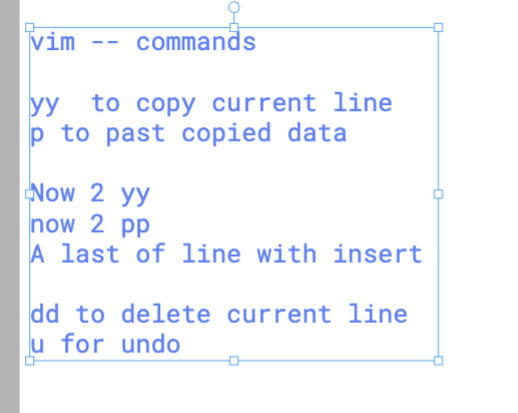 vim -- commands
yy  to copy current line
p to past copied data
Now 2 yy
now 2 pp
A last of line with insert
dd to delete current line
u for undo